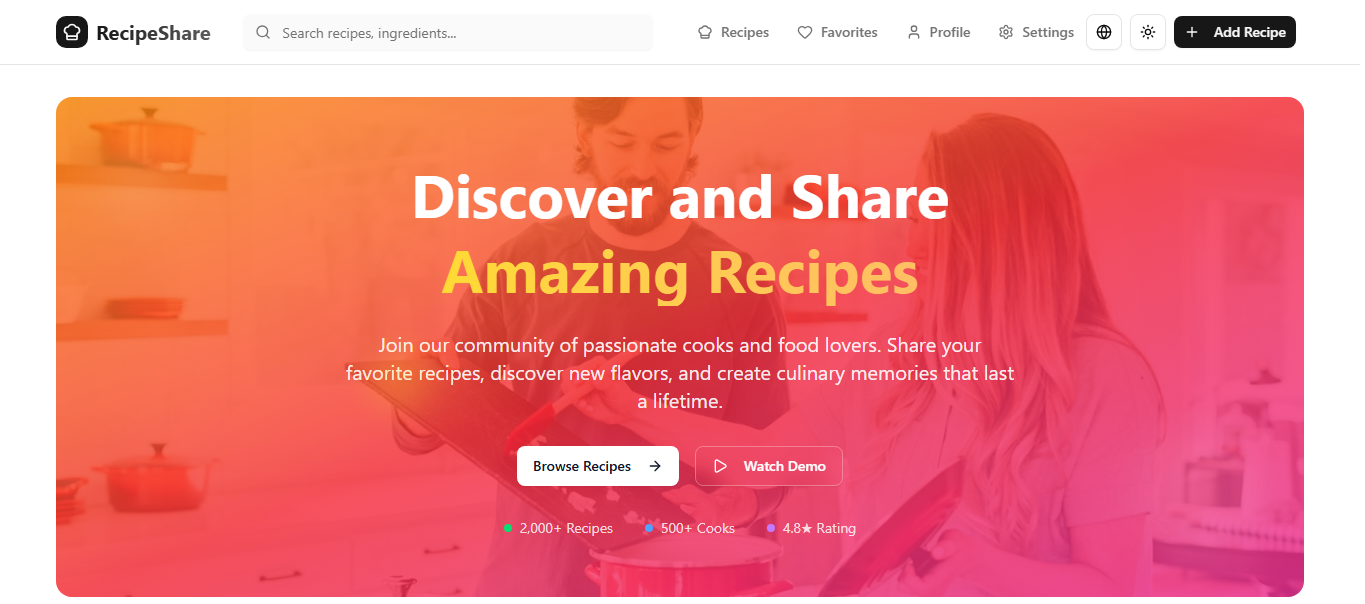 RecipeShare
Search recipes, ingredients...
Recipes
Favorites
Profile
Settings
Add Recipe
Discover and Share
Amazing Recipes
Join our community of passionate cooks and food lovers. Share your
favorite recipes, discover new flavors, and create culinary memories that last
a lifetime.
Browse Recipes
Watch Demo
2,000+ Recipes
500+ Cooks
4.8★ Rating